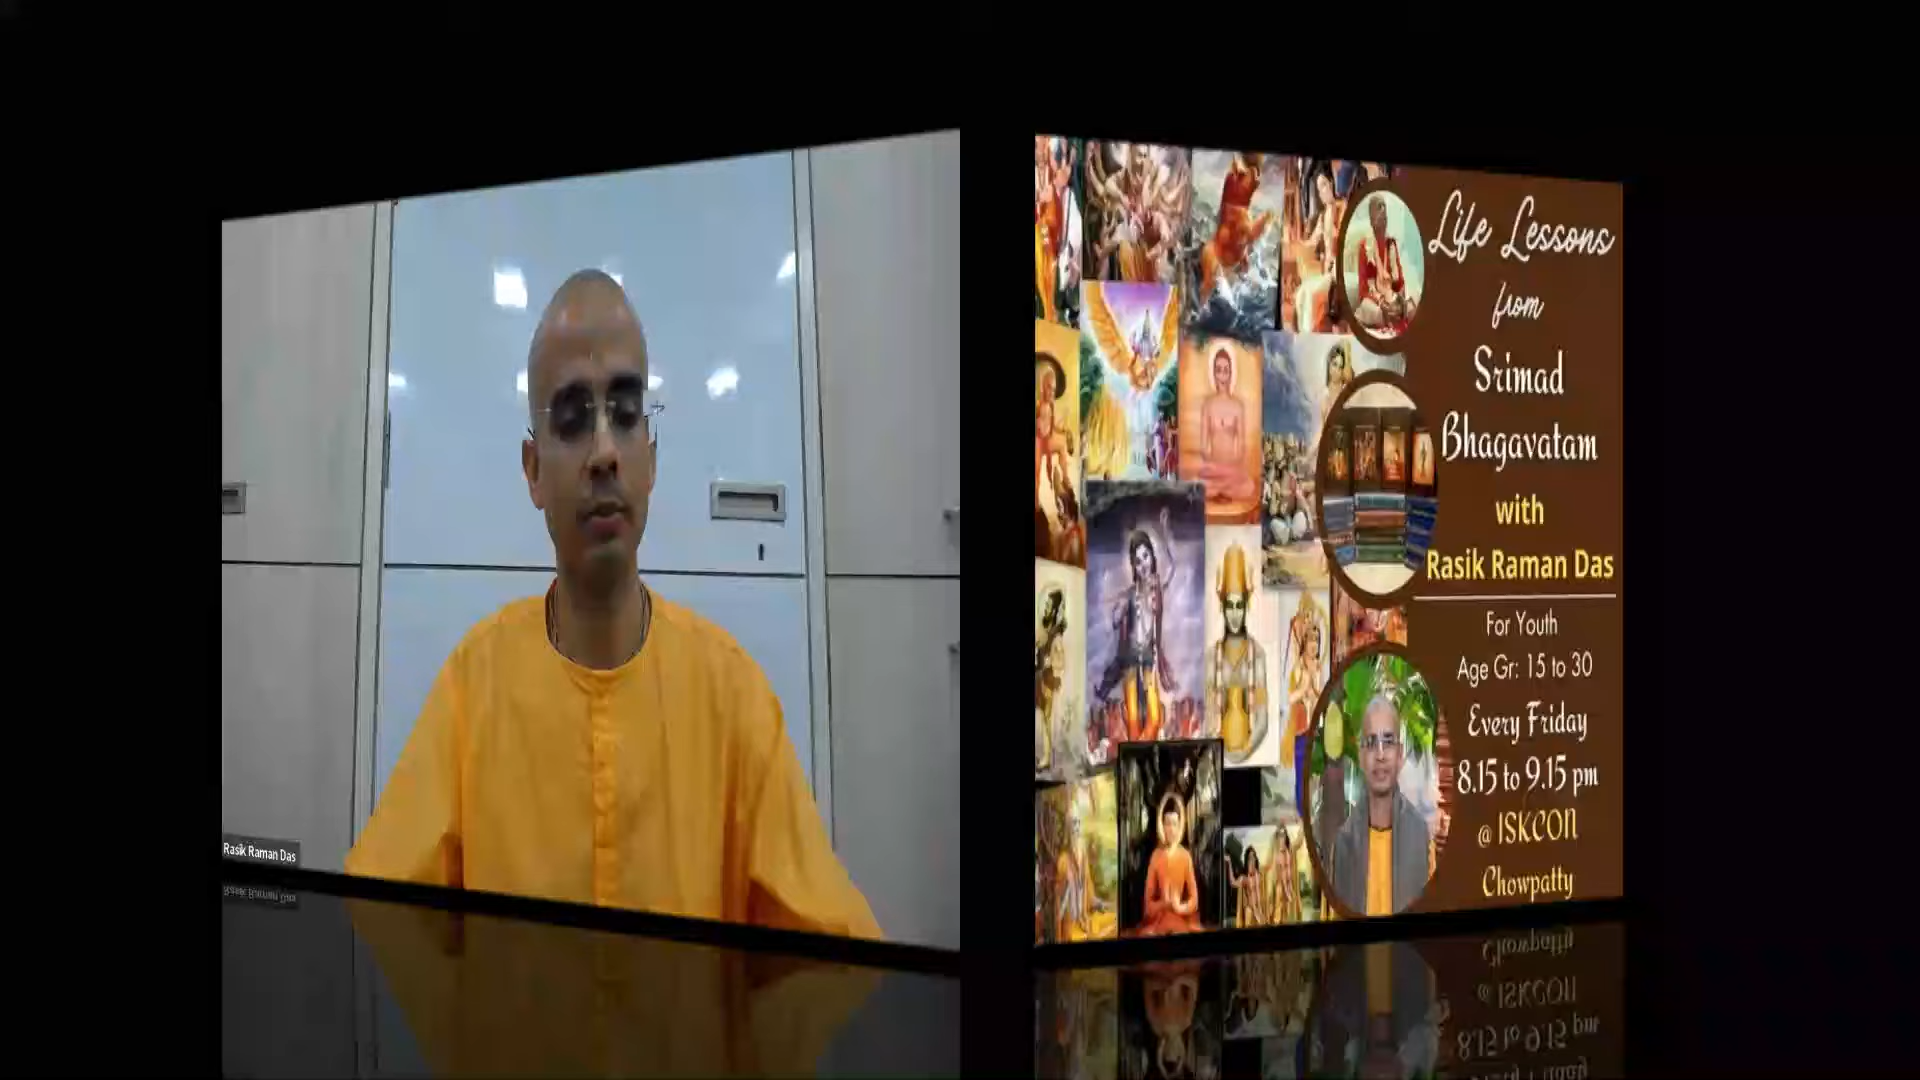 Rasik Raman Das
Life Lessons
from
Srimad
Bhagavatam
with
Rasik Raman Das
For Youth
Age Gr: 15 to 30
Every Friday
8.15 to 9.15 pm
@ ISKCON
Chowpatty